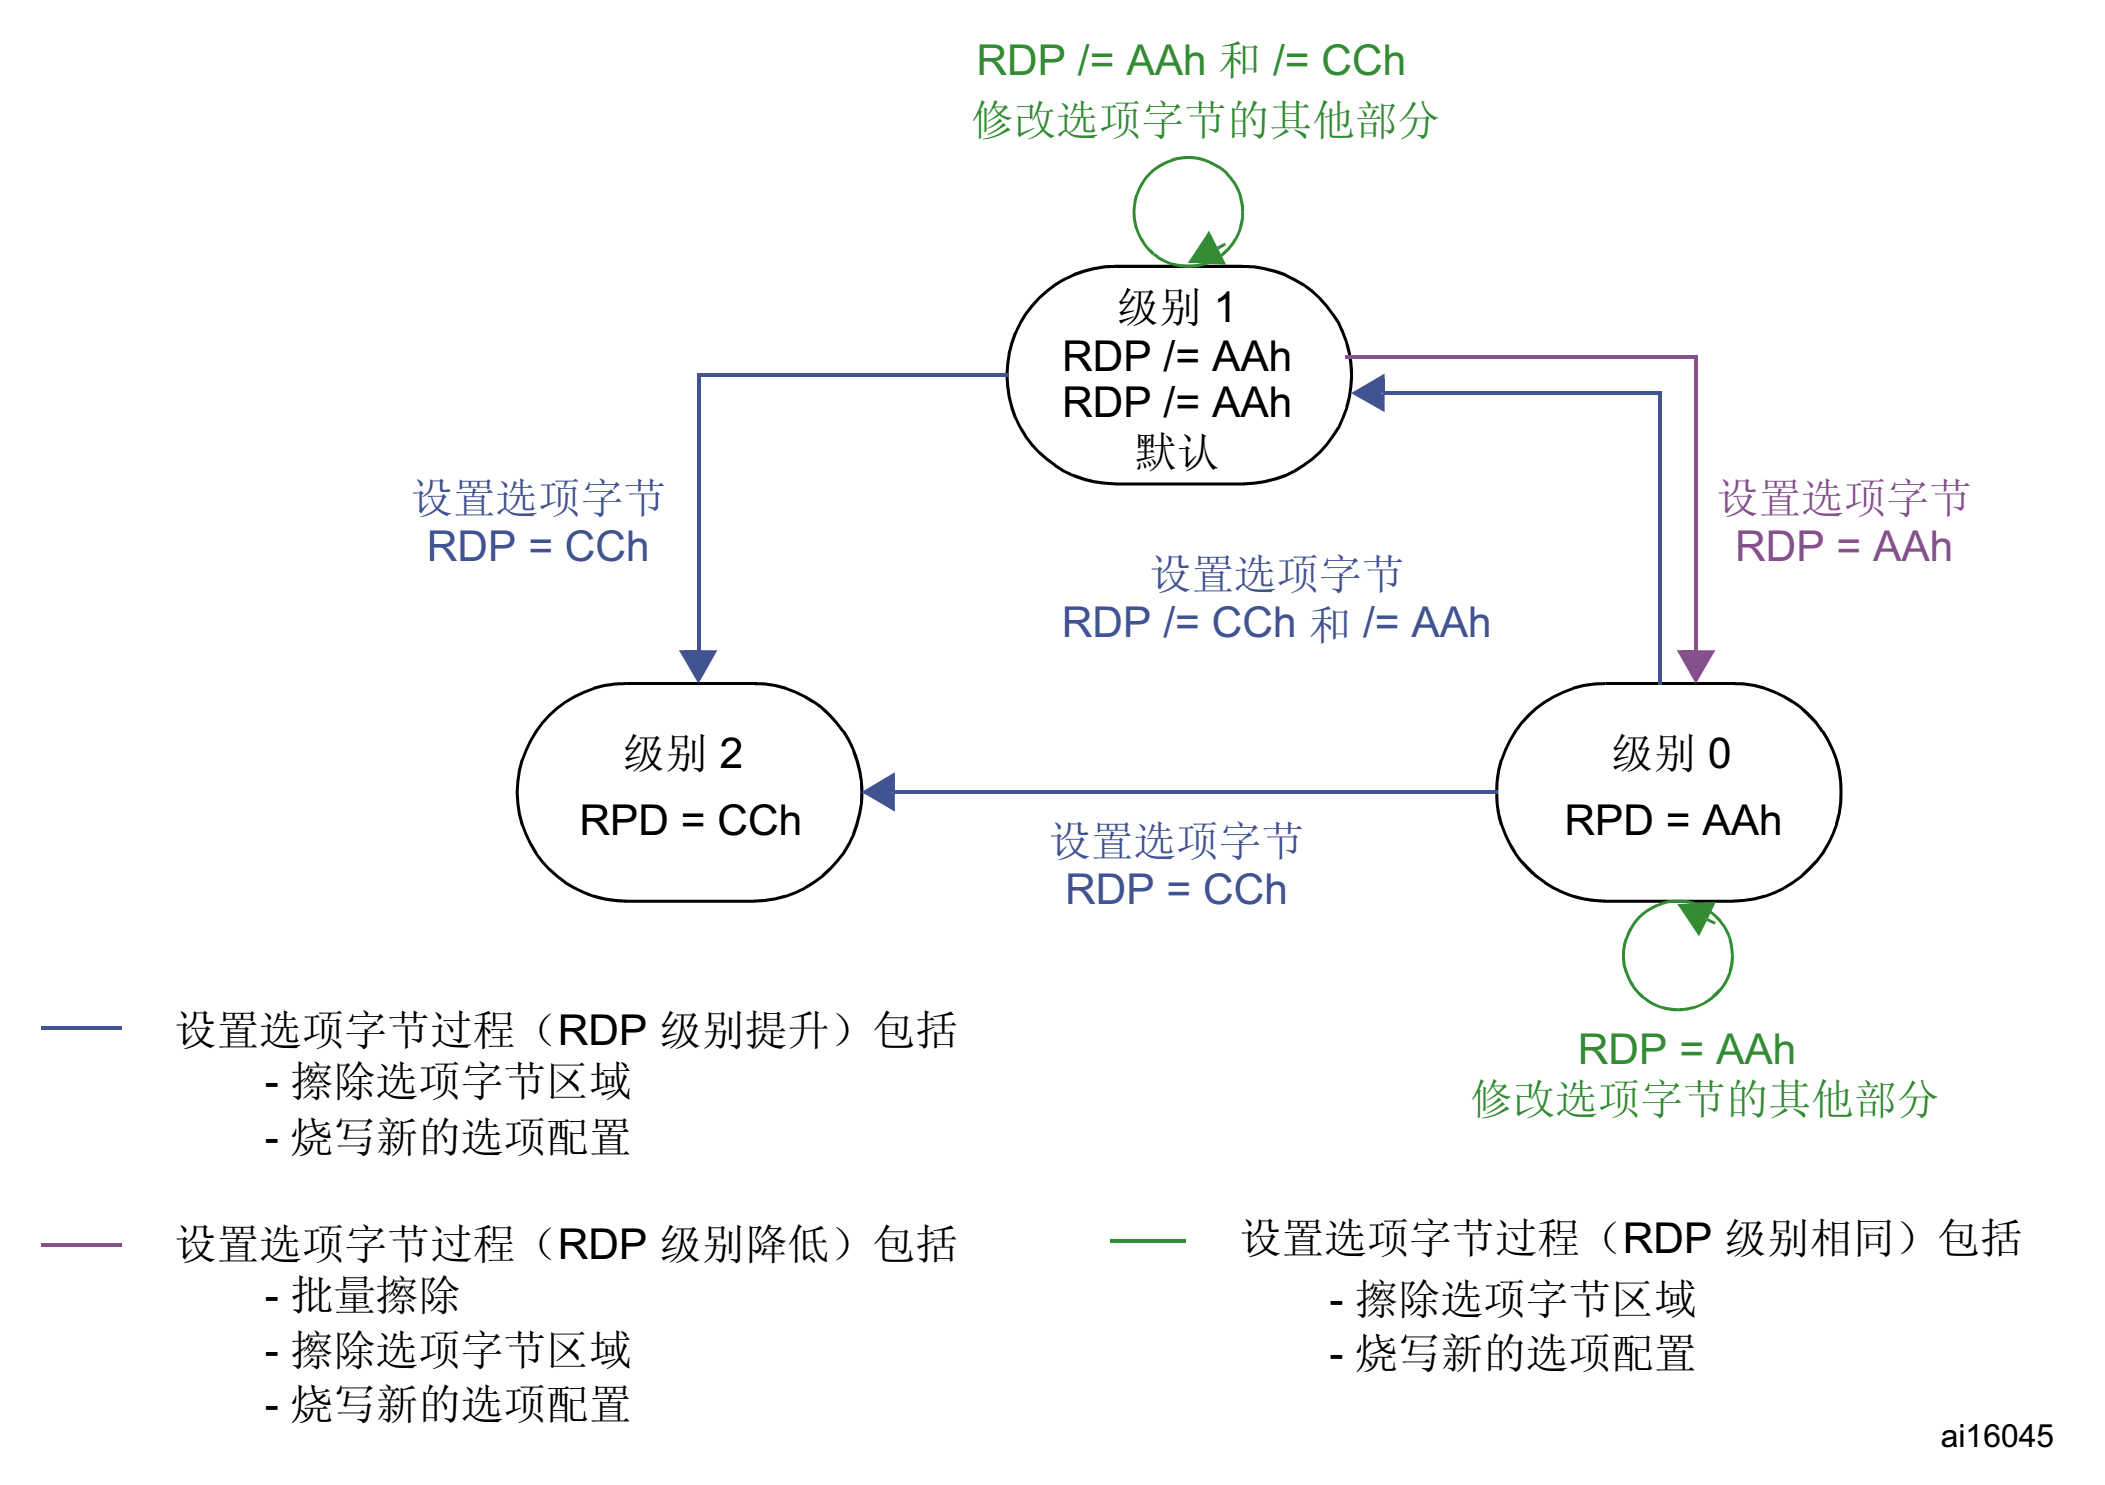 RDP /= AAh 和 /= CCh
修改选项字节的其他部分
级别 1
RDP /= AAh
RDP /= AAh
默认
设置选项字节
RDP = CCh
设置选项字节
RDP = AAh
设置选项字节
RDP /= CCh 和 /= AAh
级别 2
RPD = CCh
级别 0
RPD = AAh
设置选项字节
RDP = CCh
RDP = AAh
修改选项字节的其他部分
设置选项字节过程（RDP 级别提升）包括
- 擦除选项字节区域
- 烧写新的选项配置
设置选项字节过程（RDP 级别降低）包括
- 批量擦除
- 擦除选项字节区域
- 烧写新的选项配置
设置选项字节过程（RDP 级别相同）包括
- 擦除选项字节区域
- 烧写新的选项配置
ai16045